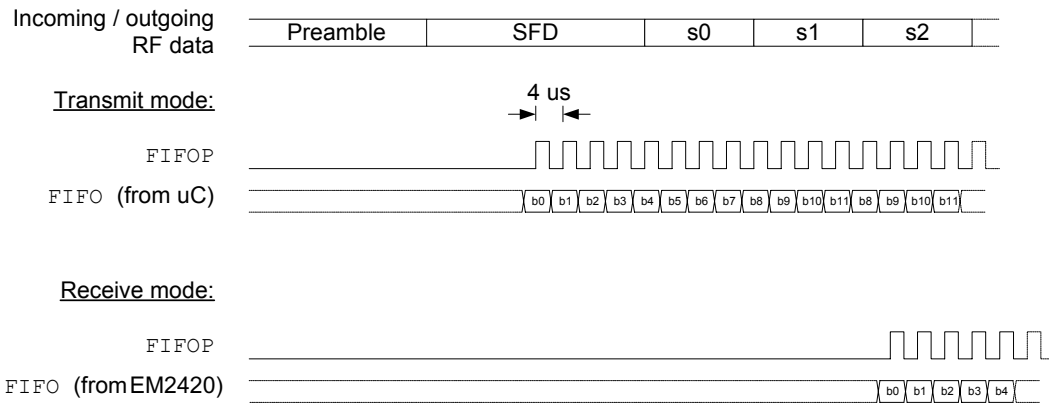 Incoming / outgoing
RF data
Preamble SFD s0 s1 s2
Transmit mode:
4 us
FIFOP
FIFO (from uC)
b0 b1 b2 b3 b4 b5 b6 b7 b8 b9 b10 b11 b8 b9 b10 b11
Receive mode:
FIFOP
FIFO (from EM2420)
b0 b1 b2 b3 b4